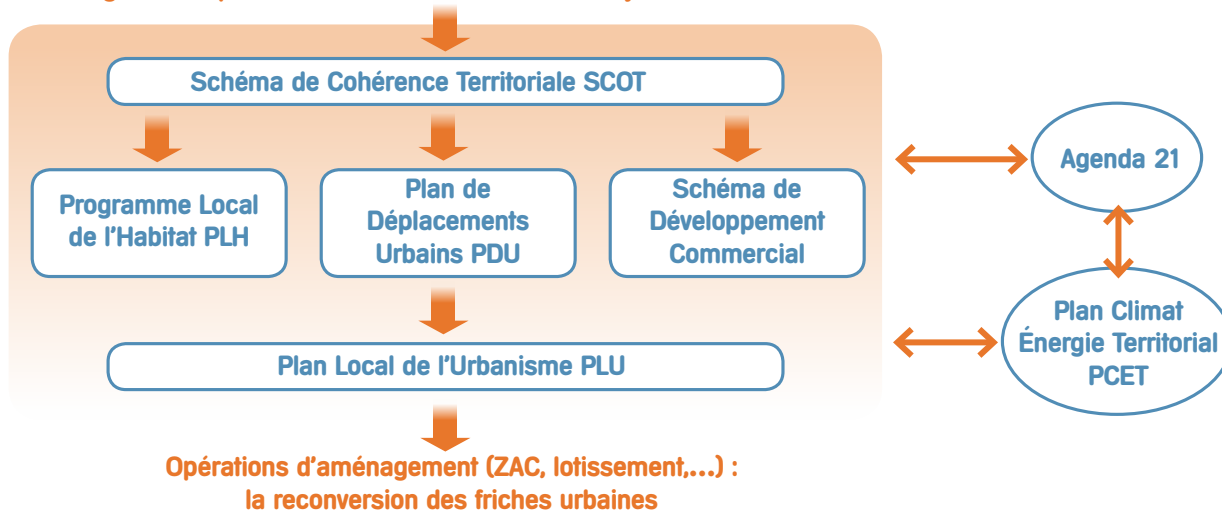 Schéma de Cohérence Territoriale SCOT
Programme Local
de l'Habitat PLH
Plan de
Déplacements
Urbains PDU
Schéma de
Développement
Commercial
Agenda 21
Plan Climat
Énergie Territorial
PCET
Plan Local de l'Urbanisme PLU
Opérations d'aménagement (ZAC, lotissement,...) :
la reconversion des friches urbaines